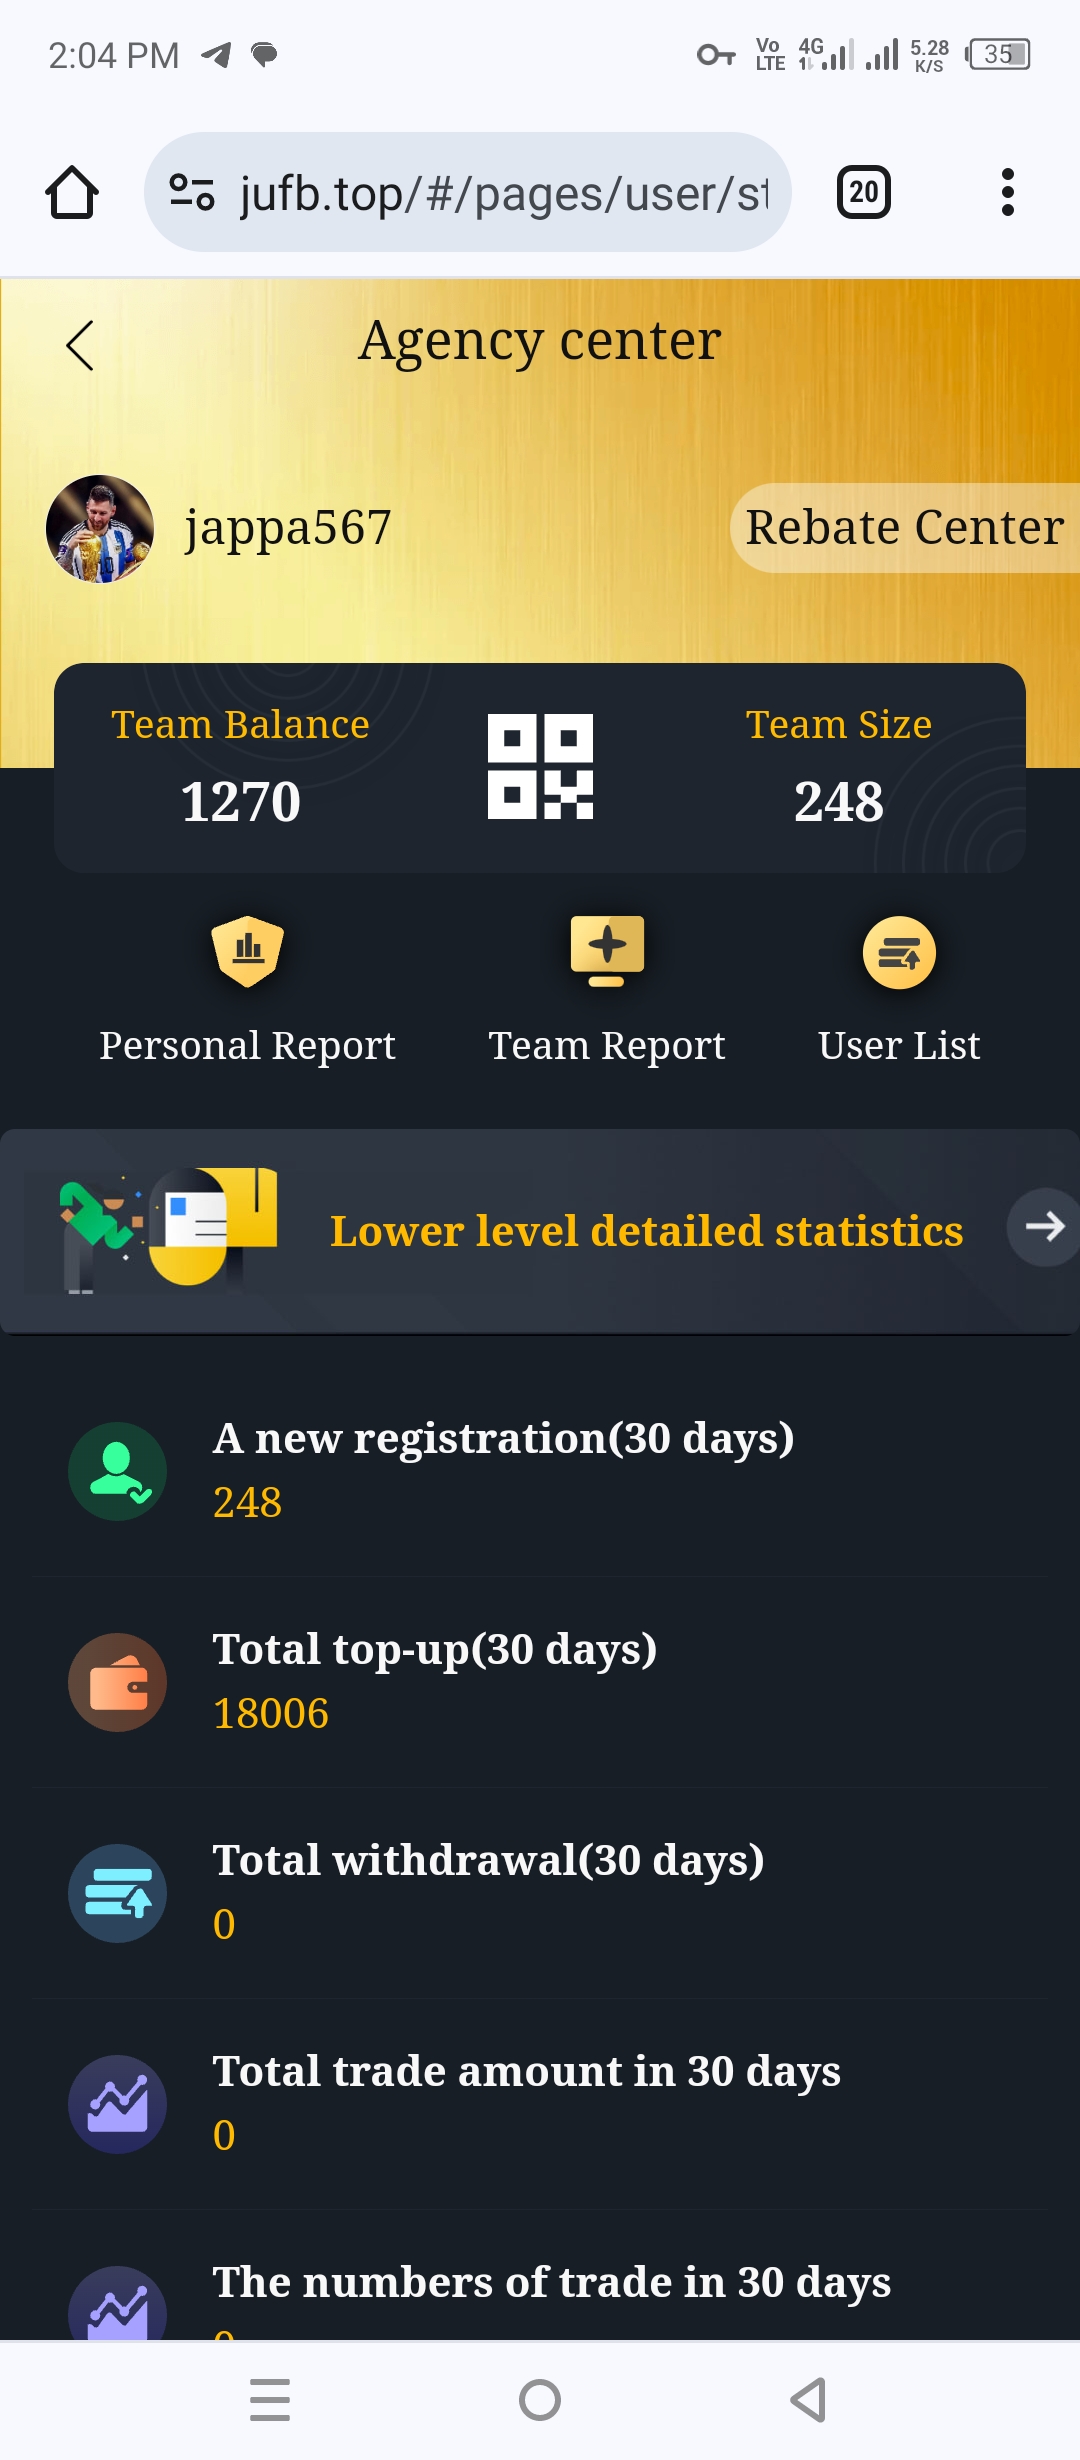 2:04 PM
Vo
LTE
4G
5.28
K/S
35
jufb.top/#/pages/user/st
20
Agency center
jappa567
Rebate Center
Team Balance
Team Size
1270
248
Personal Report
Team Report
User List
Lower level detailed statistics
A new registration(30 days)
248
Total top-up(30 days)
18006
Total withdrawal(30 days)
0
Total trade amount in 30 days
0
The numbers of trade in 30 days
0